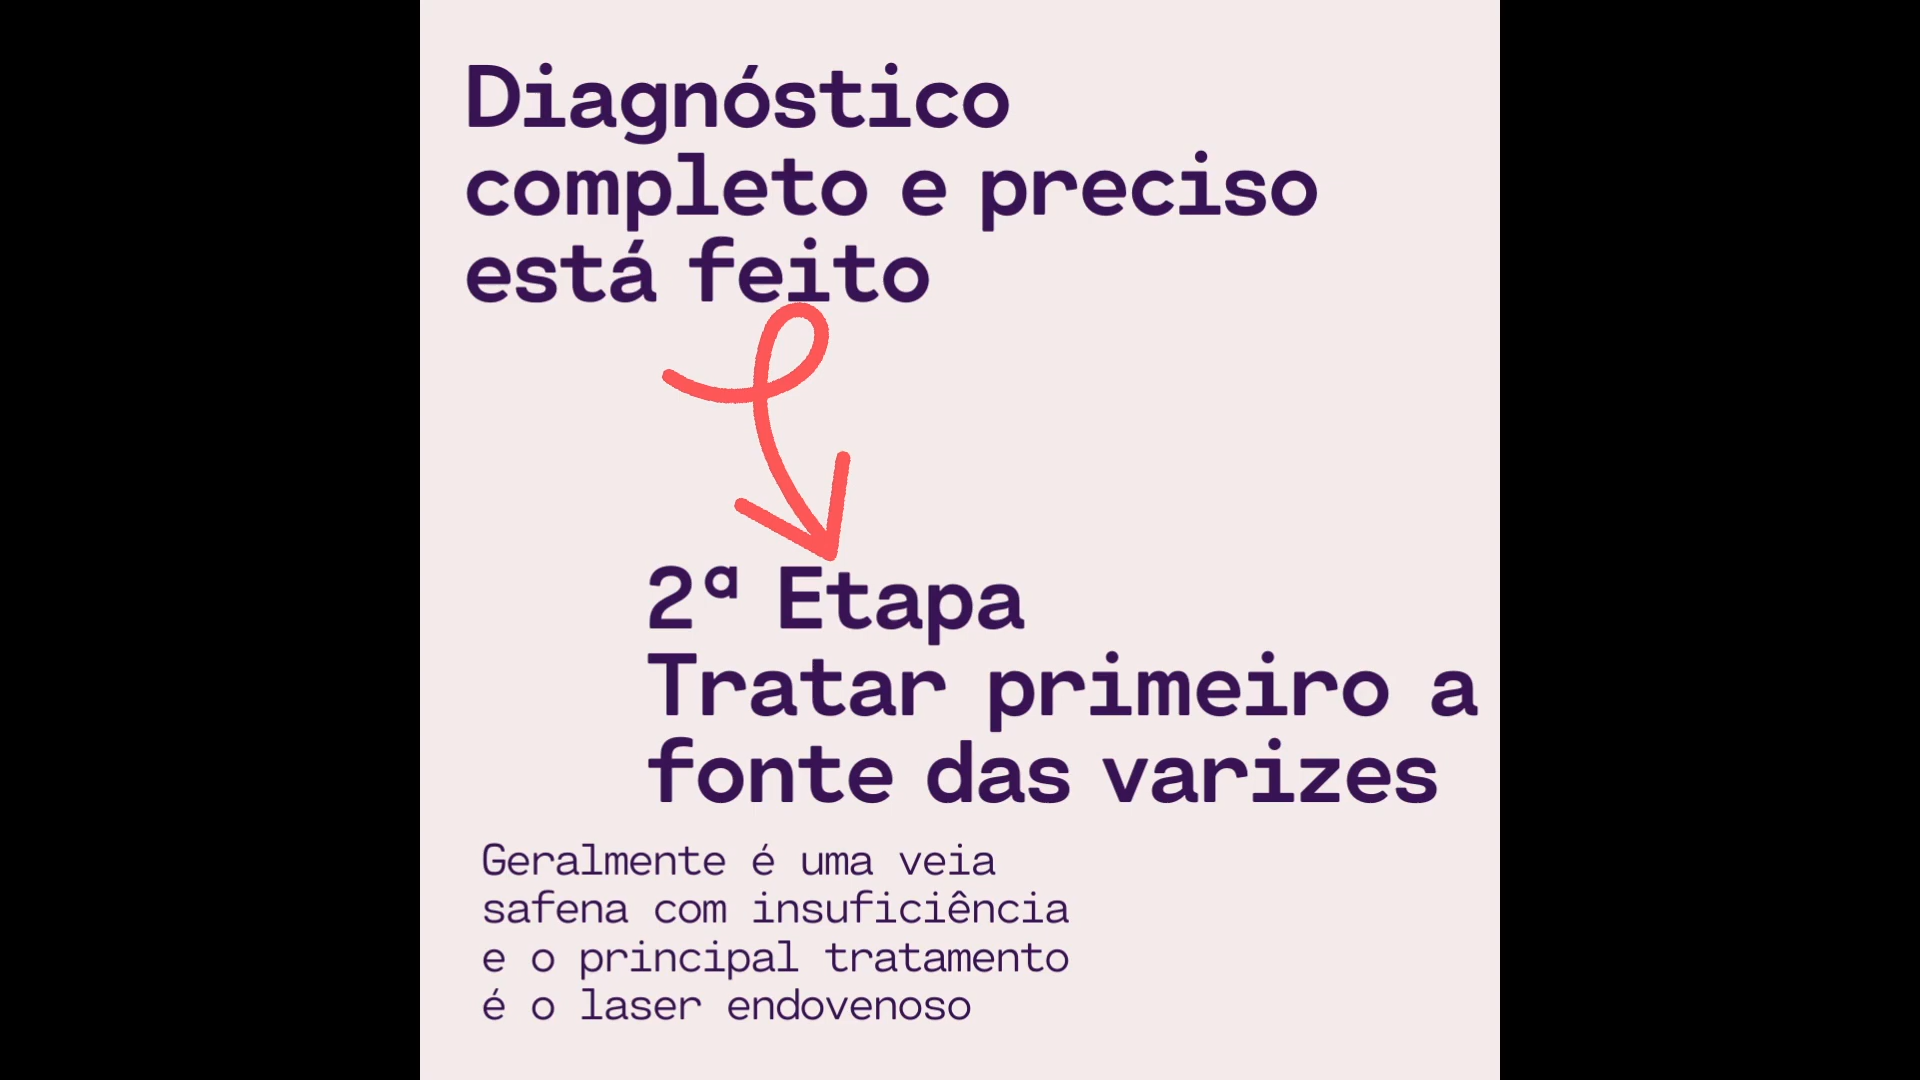 Diagnóstico
completo e preciso
está feito
2ª Etapa
Tratar primeiro a
fonte das varizes
Geralmente é uma veia
safena com insuficiência
e o principal tratamento
é o laser endovenoso